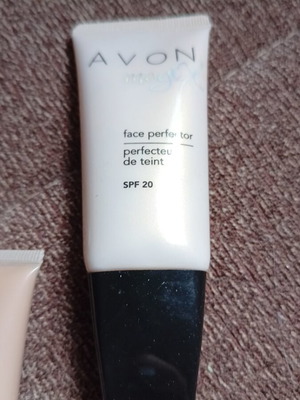 AVON
face perfector
perfecteur
de teint
SPF 20